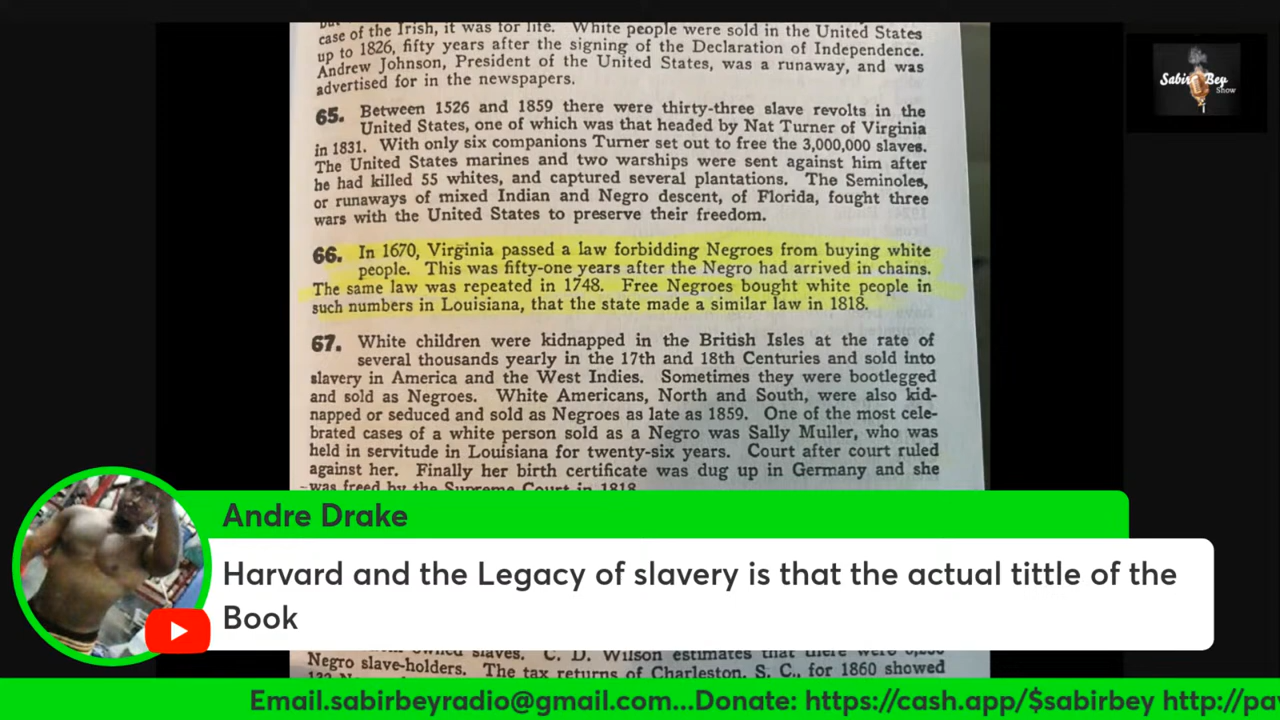 case of the Irish, it was for life. White people were sold in the United States
up to 1826, fifty years after the signing of the Declaration of Independence.
Andrew Johnson, President of the United States, was a runaway, and was
advertised for in the newspapers.
65. Between 1526 and 1859 there were thirty-three slave revolts in the
United States, one of which was that headed by Nat Turner of Virginia
in 1831. With only six companions Turner set out to free the 3,000,000 slaves.
The United States marines and two warships were sent against him after
he had killed 55 whites, and captured several plantations. The Seminoles,
or runaways of mixed Indian and Negro descent, of Florida, fought three
wars with the United States to preserve their freedom.
66. In 1670, Virginia passed a law forbidding Negroes from buying white
people. This was fifty-one years after the Negro had arrived in chains.
The same law was repeated in 1748. Free Negroes bought white people in
such numbers in Louisiana, that the state made a similar law in 1818.
67. White children were kidnapped in the British Isles at the rate of
several thousands yearly in the 17th and 18th Centuries and sold into
slavery in America and the West Indies. Sometimes they were bootlegged
and sold as Negroes. White Americans, North and South, were also kid-
napped or seduced and sold as Negroes as late as 1859. One of the most cele-
brated cases of a white person sold as a Negro was Sally Muller, who was
held in servitude in Louisiana for twenty-six years. Court after court ruled
against her. Finally her birth certificate was dug up in Germany and she
was freed by the Supreme Court in 1818
Sabir Bey
Show
Andre Drake
Harvard and the Legacy of slavery is that the actual tittle of the
Book
owned slaves. C. D. Wilson estimates that there were
Negro slave-holders. The tax returns of Charleston, S. C., for 1860 showed
Email.sabirbeyradio@gmail.com...Donate: https://cash.app/$sabirbey http://pa